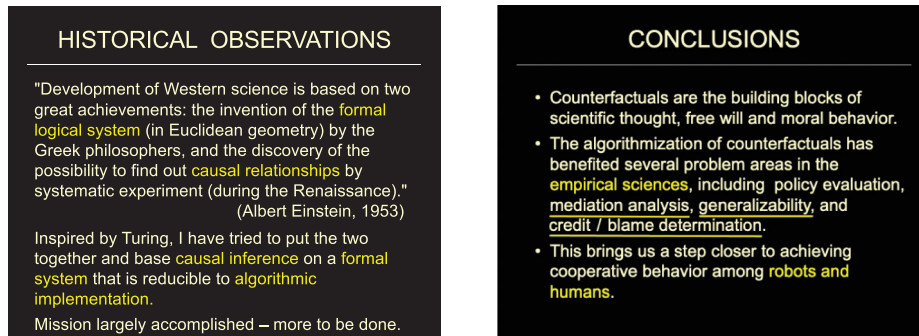 HISTORICAL OBSERVATIONS
"Development of Western science is based on two
great achievements: the invention of the formal
logical system (in Euclidean geometry) by the
Greek philosophers, and the discovery of the
possibility to find out causal relationships by
systematic experiment (during the Renaissance)."
(Albert Einstein, 1953)
Inspired by Turing, I have tried to put the two
together and base causal inference on a formal
system that is reducible to algorithmic
implementation.
Mission largely accomplished – more to be done.
CONCLUSIONS
• Counterfactuals are the building blocks of
scientific thought, free will and moral behavior.
• The algorithmization of counterfactuals has
benefited several problem areas in the
empirical sciences, including policy evaluation,
mediation analysis, generalizability, and
credit / blame determination.
• This brings us a step closer to achieving
cooperative behavior among robots and
humans.